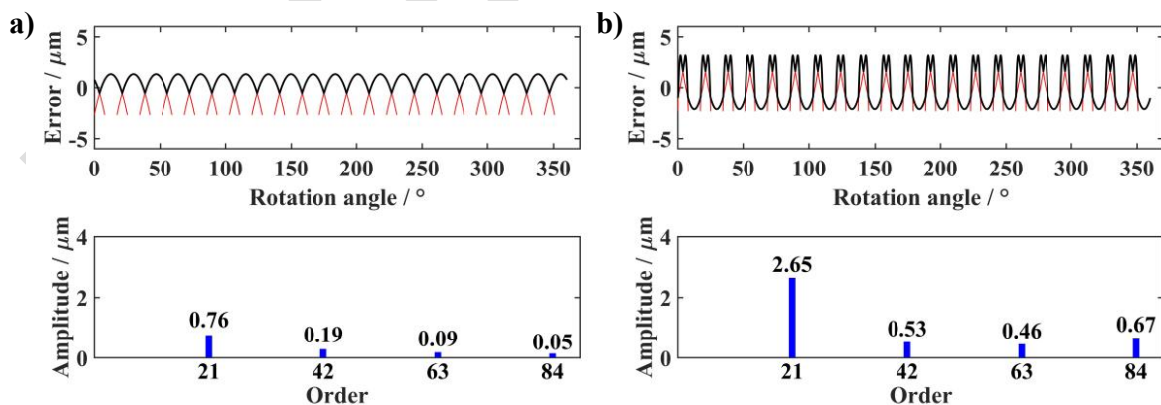 a)
Error / μm
5
0
-5
0 50 100 150 200 250 300 350
Rotation angle / °
Amplitude / μm
4
2
0
0.76 0.19 0.09 0.05
21 42 63 84
Order
b)
Error / μm
5
0
-5
0 50 100 150 200 250 300 350
Rotation angle / °
Amplitude / μm
4
2
0
2.65 0.53 0.46 0.67
21 42 63 84
Order